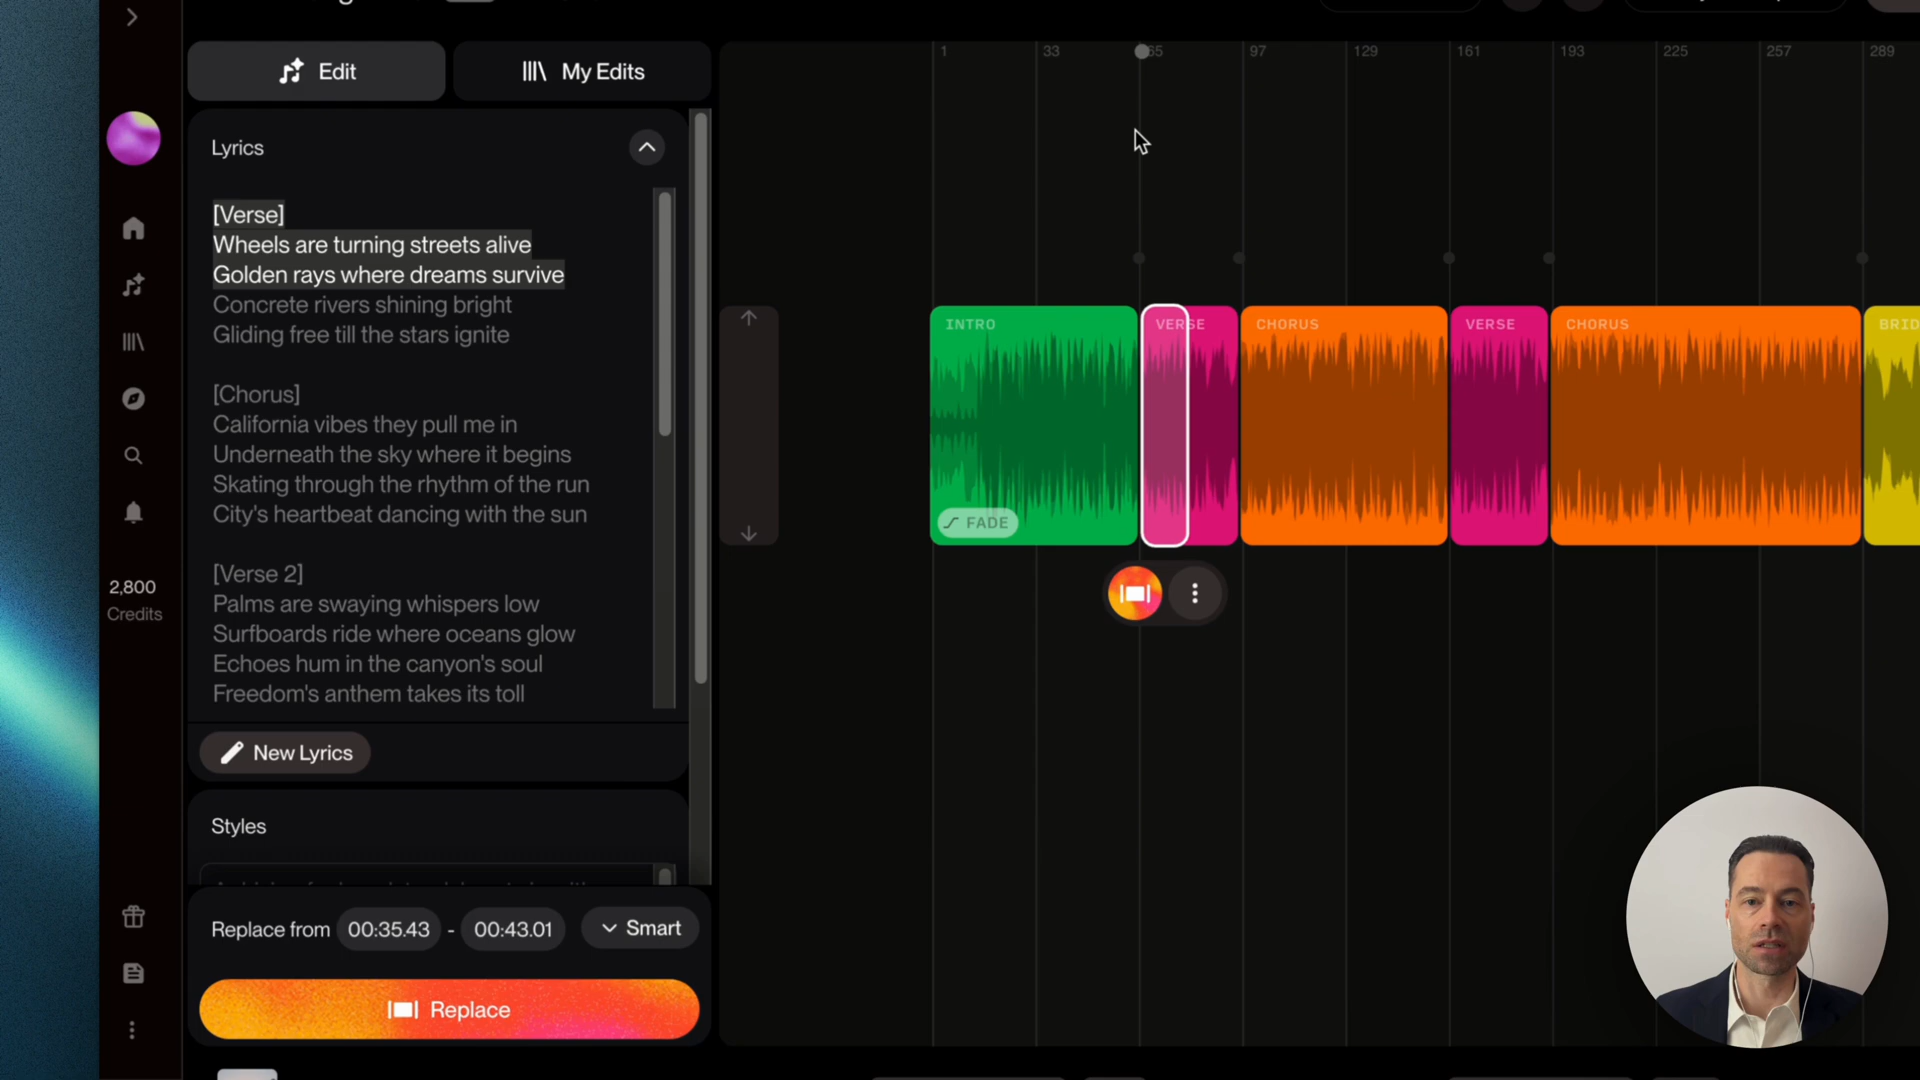 Edit
My Edits
1
33
65
97
129
161
193
225
257
289
Lyrics
[Verse]
Wheels are turning streets alive
Golden rays where dreams survive
Concrete rivers shining bright
Gliding free till the stars ignite
[Chorus]
California vibes they pull me in
Underneath the sky where it begins
Skating through the rhythm of the run
City's heartbeat dancing with the sun
[Verse 2]
Palms are swaying whispers low
Surfboards ride where oceans glow
Echoes hum in the canyon's soul
Freedom's anthem takes its toll
New Lyrics
INTRO
VERSE
CHORUS
VERSE
CHORUS
BRID
FADE
2,800
Credits
Styles
Replace from 00:35.43 - 00:43.01 Smart
Replace